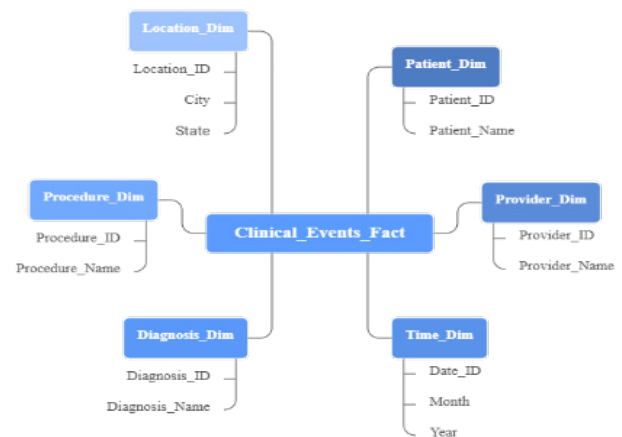 Location_Dim
Location_ID
City
State
Patient_Dim
Patient_ID
Patient_Name
Procedure_Dim
Procedure_ID
Procedure_Name
Clinical_Events_Fact
Provider_Dim
Provider_ID
Provider_Name
Diagnosis_Dim
Diagnosis_ID
Diagnosis_Name
Time_Dim
Date_ID
Month
Year